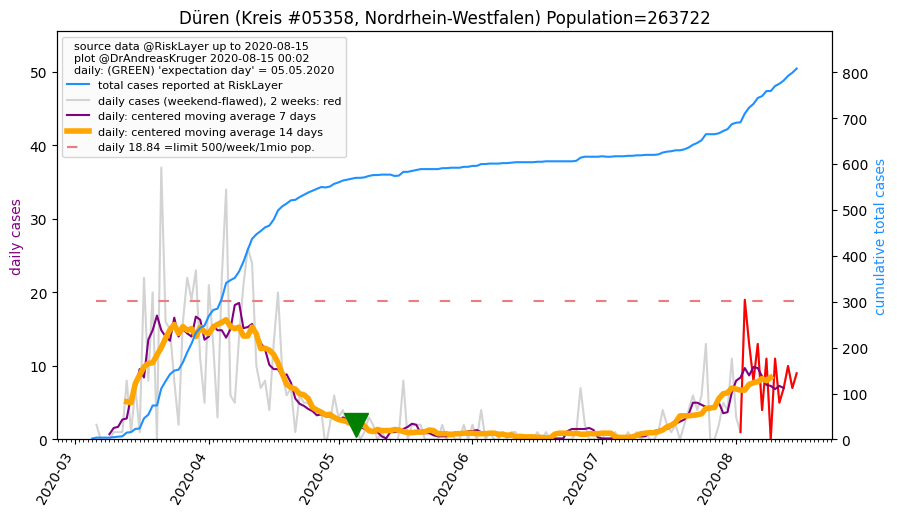 Düren (Kreis #05358, Nordrhein-Westfalen) Population=263722
source data @RiskLayer up to 2020-08-15
plot @DrAndreasKruger 2020-08-15 00:02
daily: (GREEN) 'expectation day' = 05.05.2020
total cases reported at RiskLayer
daily cases (weekend-flawed), 2 weeks: red
daily: centered moving average 7 days
daily: centered moving average 14 days
daily 18.84 =limit 500/week/1mio pop.
daily cases
50
40
30
20
10
0
cumulative total cases
800
700
600
500
400
300
200
100
0
2020-03
2020-04
2020-05
2020-06
2020-07
2020-08